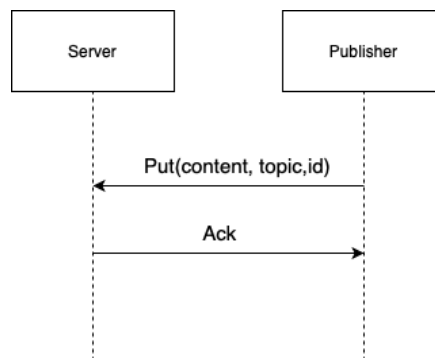 Server
Publisher
Put(content, topic,id)
Ack